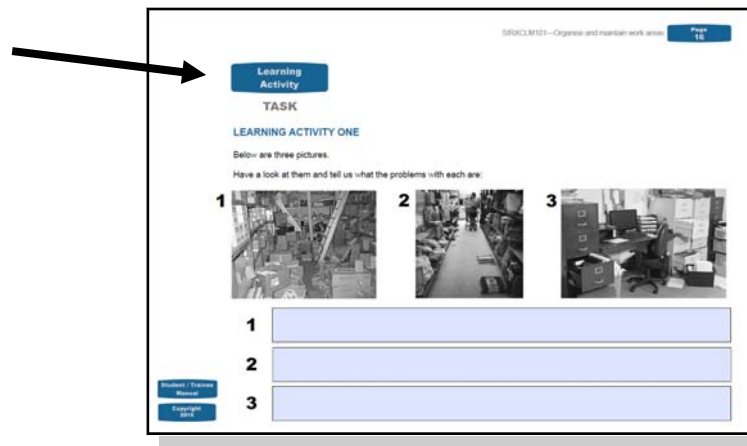 SIRXCLM101—Organise and maintain work areas
Page
16
Learning
Activity
TASK
LEARNING ACTIVITY ONE
Below are three pictures.
Have a look at them and tell us what the problems with each are:
1 2 3
1
2
3
Student / Trainee
Manual
Copyright